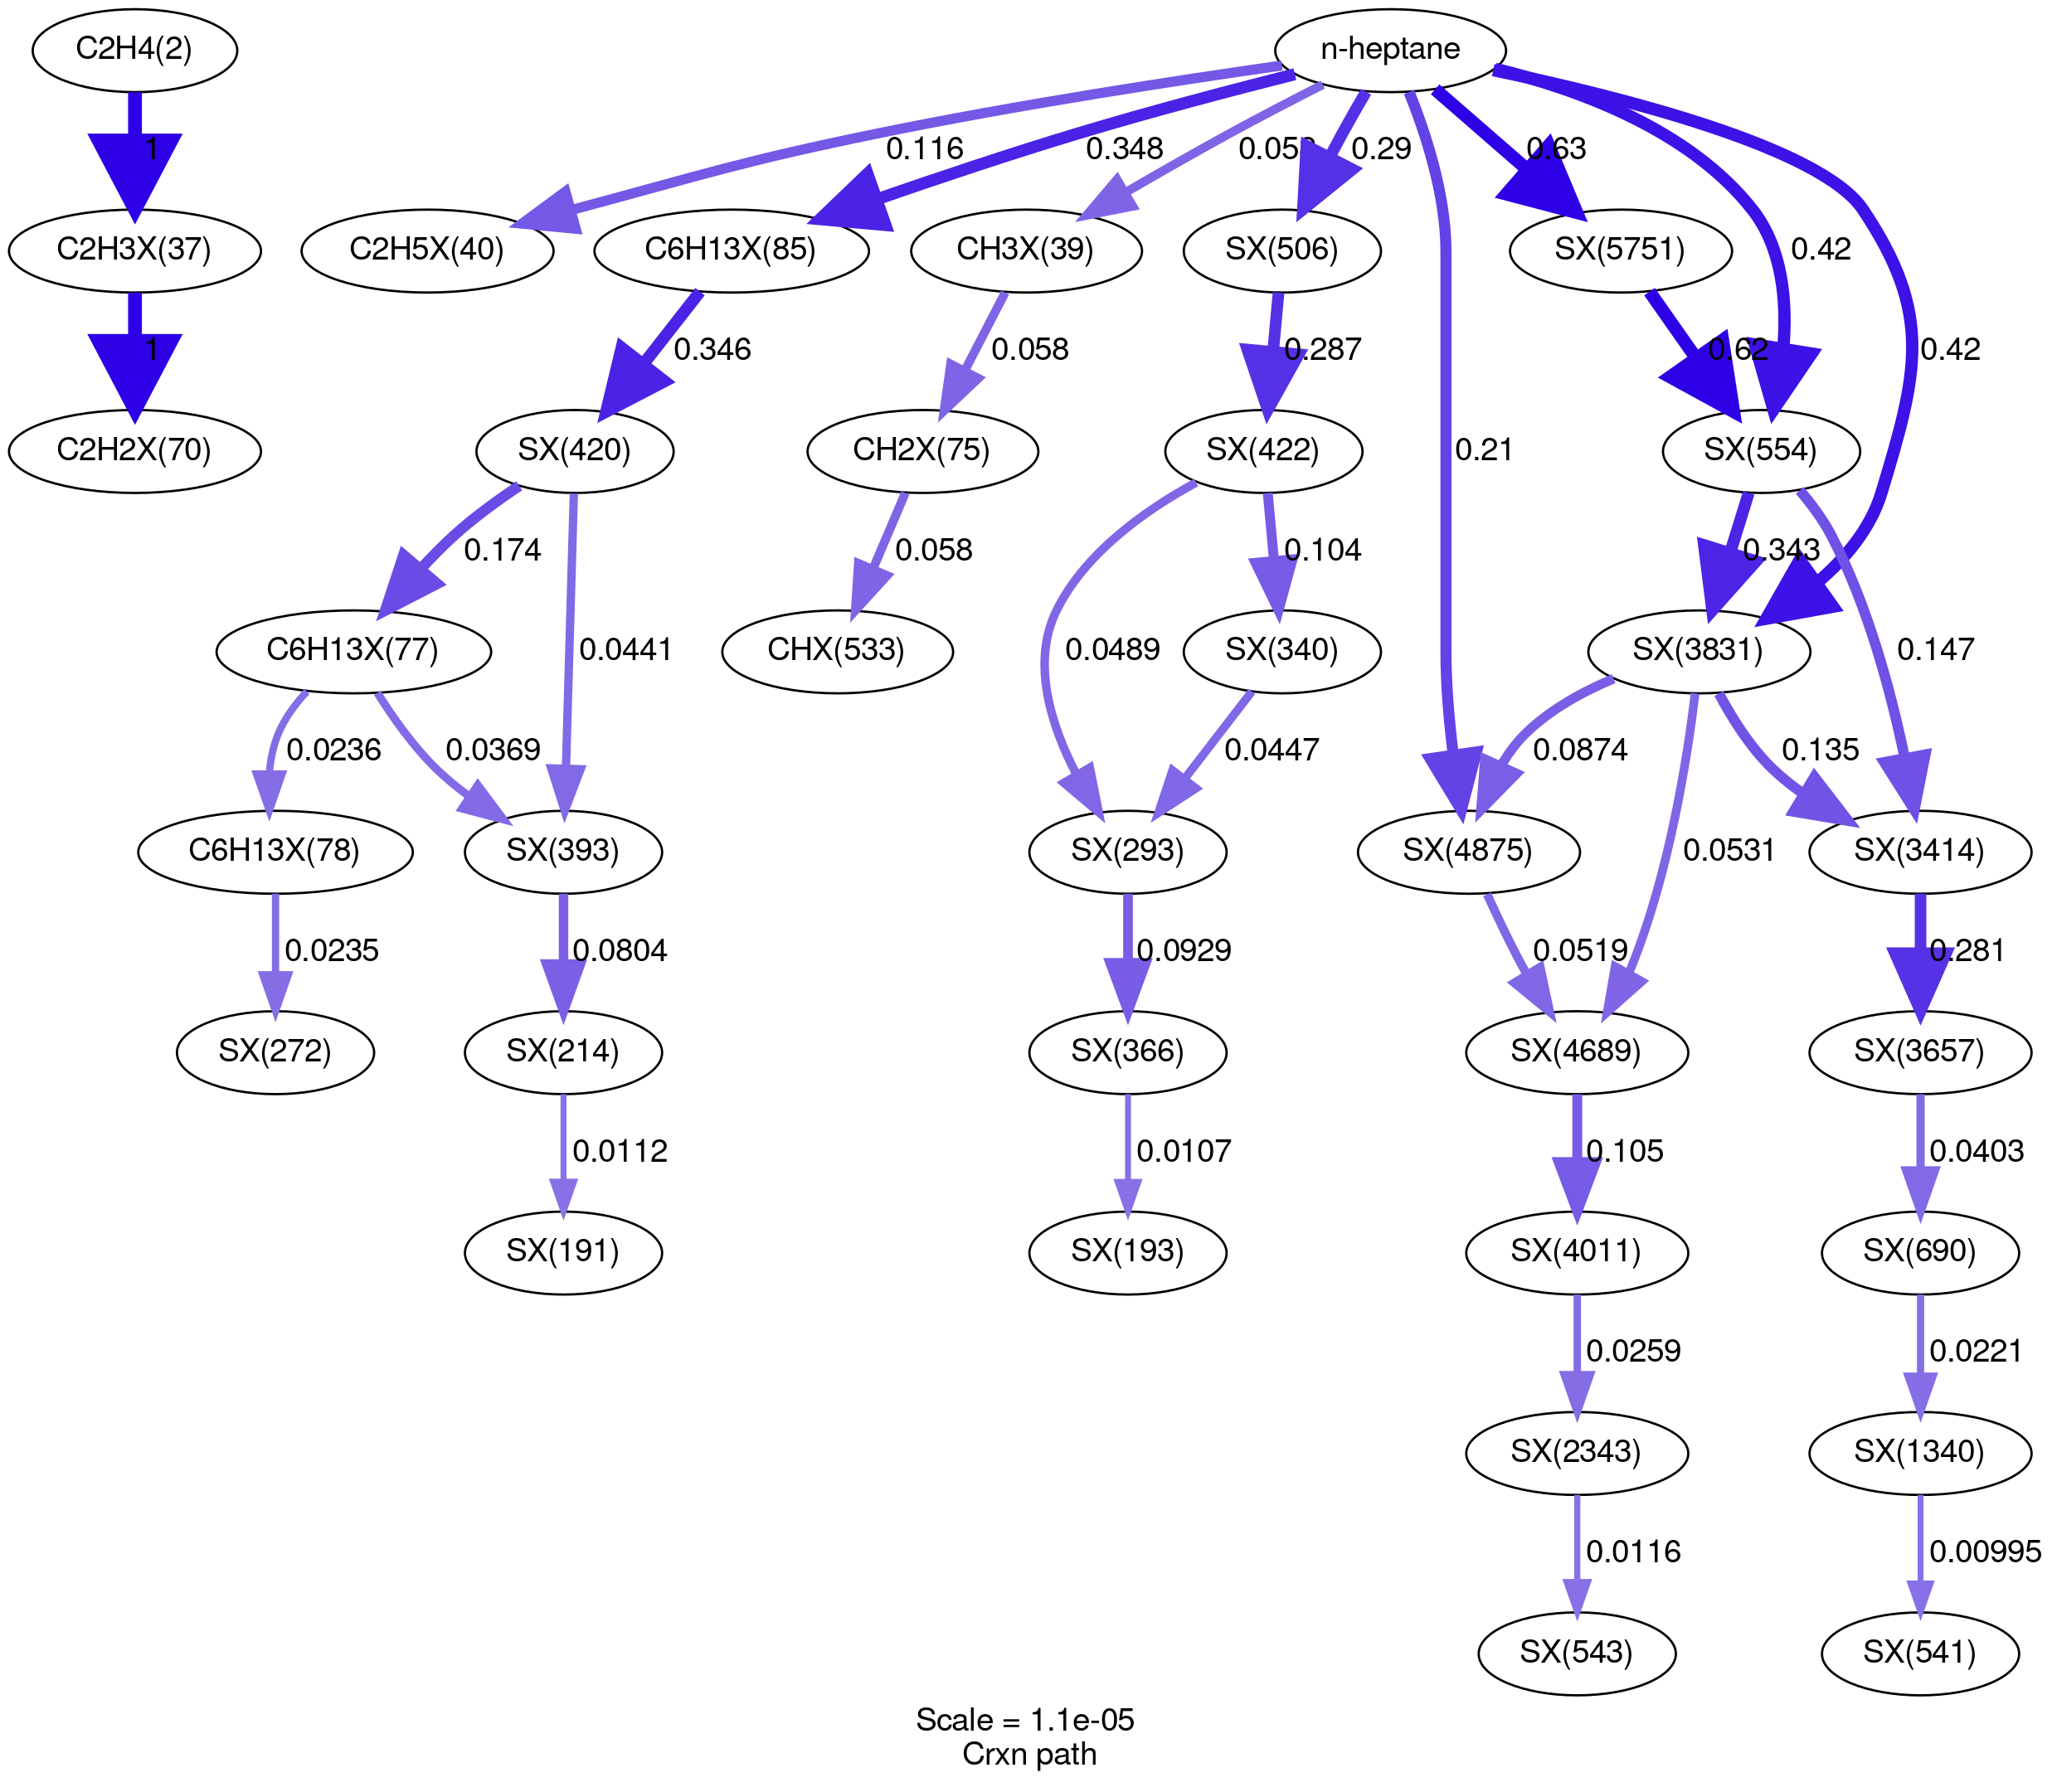 C2H4(2)
n-heptane
1
0.116
0.348
0.29
0.63
C2H3X(37)
C2H5X(40)
C6H13X(85)
CH3X(39)
SX(506)
SX(5751)
0.42
1
0.346
0.058
0.287
0.62
0.42
C2H2X(70)
SX(420)
CH2X(75)
SX(422)
0.21
SX(554)
0.174
0.058
0.104
0.343
C6H13X(77)
0.0441
CHX(533)
0.0489
SX(340)
SX(3831)
0.147
0.0236
0.0369
0.0447
0.0874
0.135
C6H13X(78)
SX(393)
SX(293)
SX(4875)
0.0531
SX(3414)
0.0235
0.0804
0.0929
0.0519
0.281
SX(272)
SX(214)
SX(366)
SX(4689)
SX(3657)
0.0112
0.0107
0.105
0.0403
SX(191)
SX(193)
SX(4011)
SX(690)
0.0259
0.0221
SX(2343)
SX(1340)
0.0116
0.00995
SX(543)
SX(541)
Scale = 1.1e-05
Crxn path